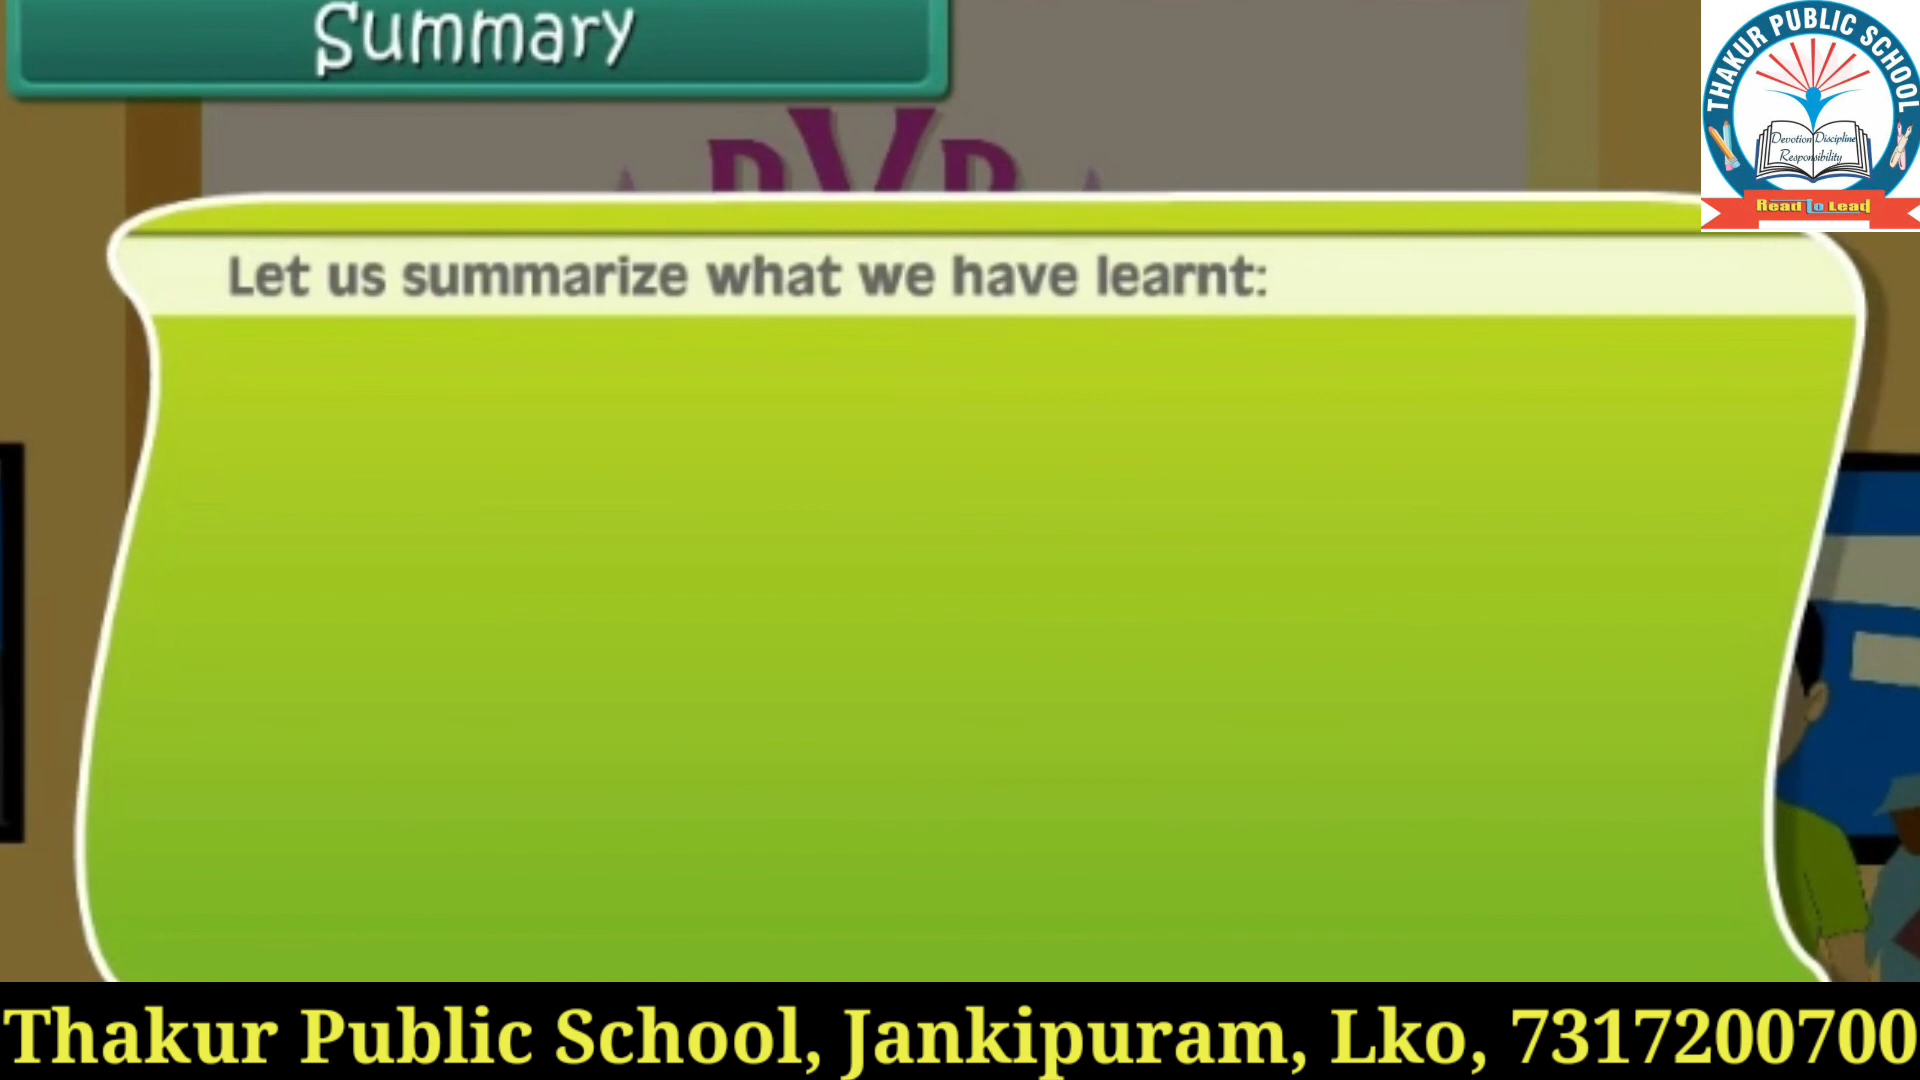 Summary
THAKUR PUBLIC SCHOOL
Devotion Discipline
Responsibility
Read to Lead
Let us summarize what we have learnt:
Thakur Public School, Jankipuram, Lko, 7317200700